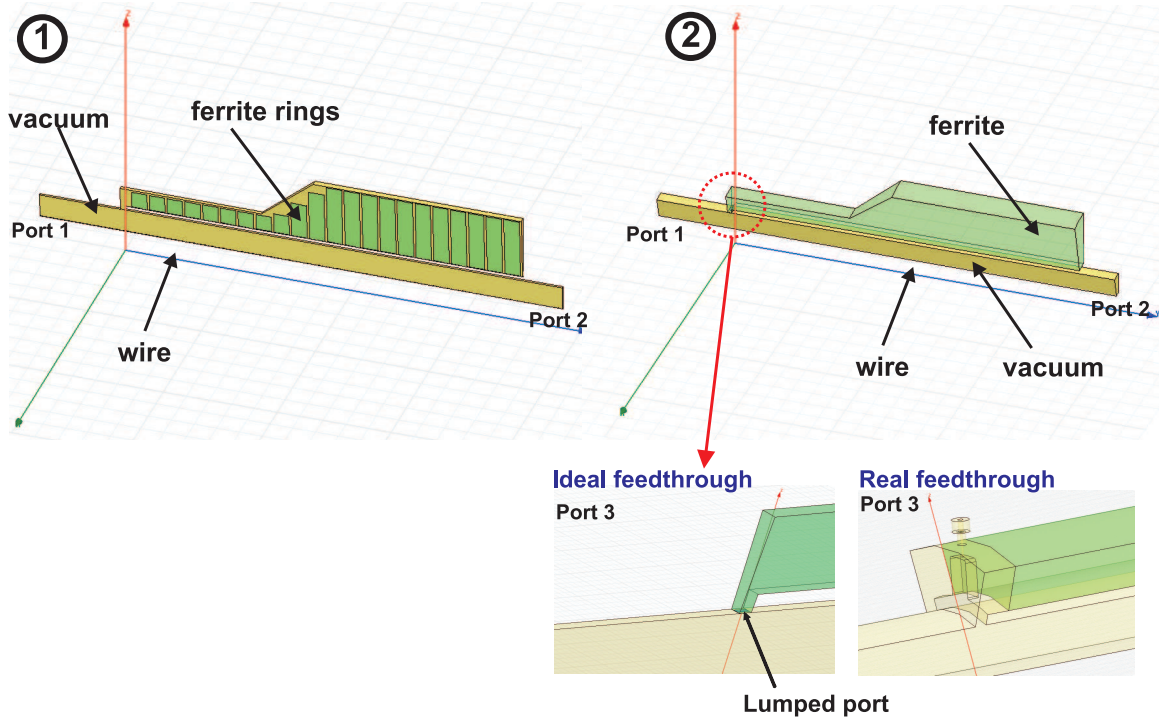 1
2
vacuum
ferrite rings
ferrite
Port 1
Port 1
Port 2
Port 2
wire
wire
vacuum
Ideal feedthrough
Real feedthrough
Port 3
Port 3
Lumped port